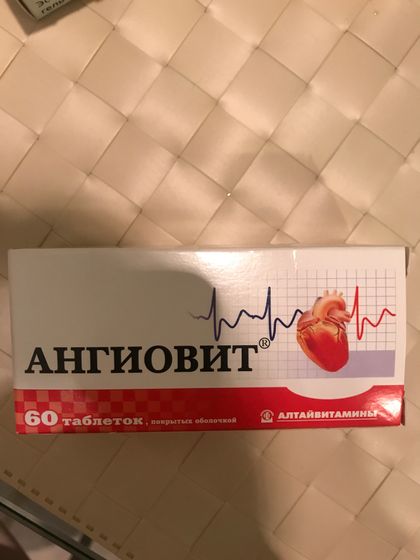 АНГИОВИТ®
60 таблеток, покрытых оболочкой
АЛТАЙВИТАМИНЫ